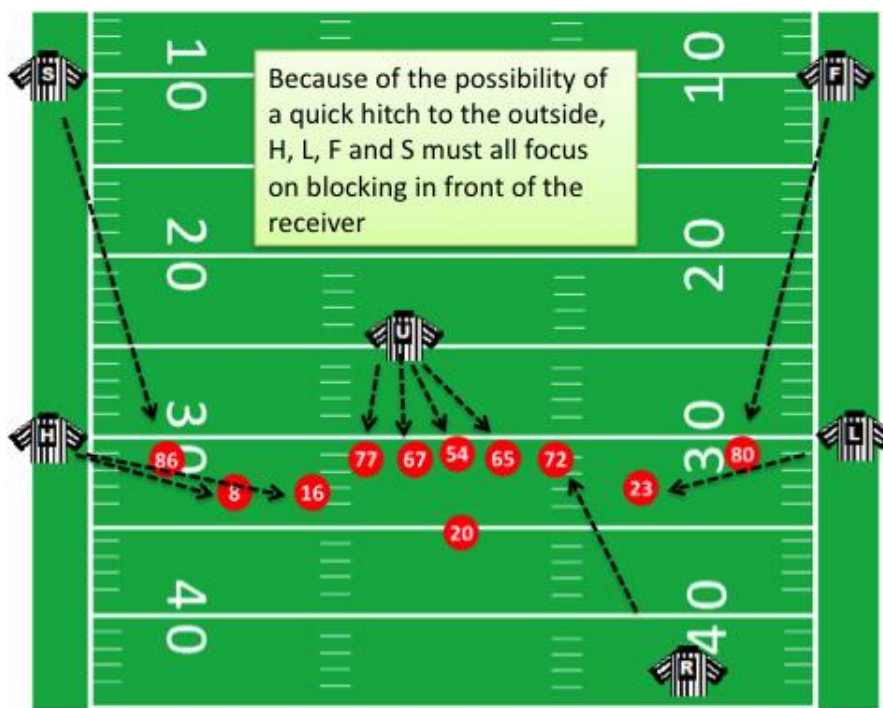 10
10
S
F
Because of the possibility of
a quick hitch to the outside,
H, L, F and S must all focus
on blocking in front of the
receiver
20
20
U
30
30
H
L
86
77
67
54
65
72
80
8
16
23
20
40
40
R